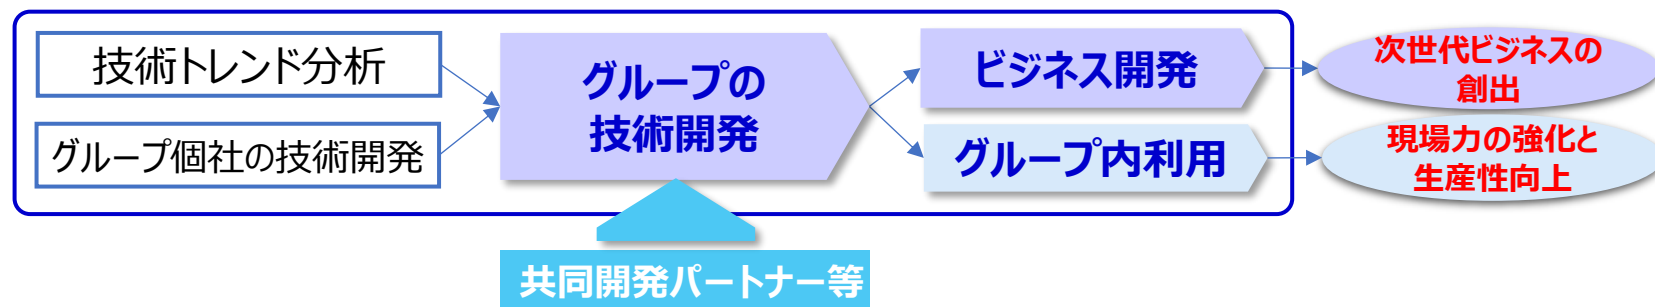 技術トレンド分析
グループ個社の技術開発
グループの
技術開発
ビジネス開発
グループ内利用
次世代ビジネスの
創出
現場力の強化と
生産性向上
共同開発パートナー等